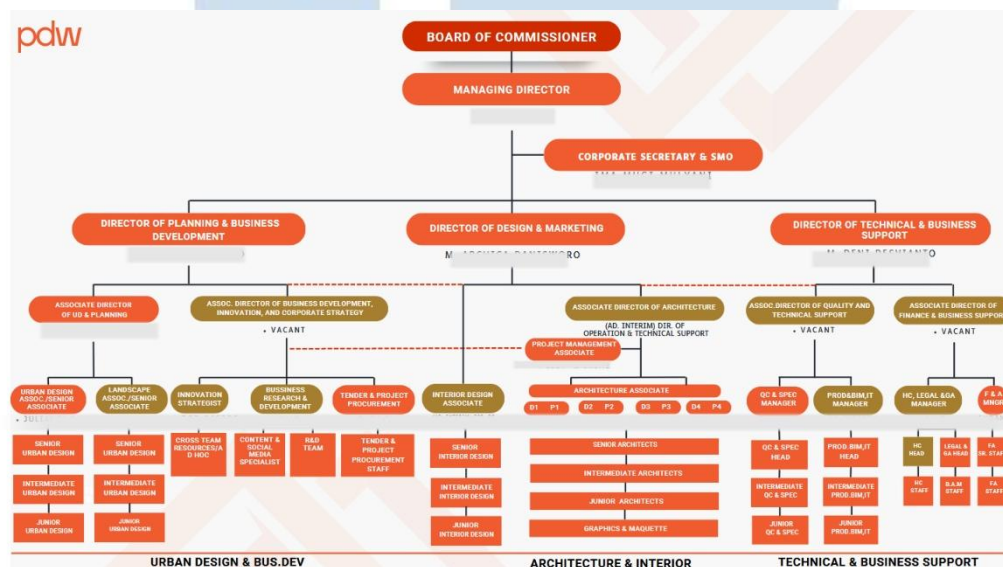 pdw
BOARD OF COMMISSIONER
MANAGING DIRECTOR
CORPORATE SECRETARY & SMO
DIRECTOR OF PLANNING & BUSINESS
DEVELOPMENT
DIRECTOR OF DESIGN & MARKETING
DIRECTOR OF TECHNICAL & BUSINESS
SUPPORT
ASSOCIATE DIRECTOR
OF UD & PLANNING
ASSOC. DIRECTOR OF BUSINESS DEVELOPMENT,
INNOVATION, AND CORPORATE STRATEGY
• VACANT
ASSOCIATE DIRECTOR OF ARCHITECTURE
(AD. INTERIM) DIR. OF
OPERATION & TECHNICAL SUPPORT
ASSOC.DIRECTOR OF QUALITY AND
TECHNICAL SUPPORT
• VACANT
ASSOCIATE DIRECTOR OF
FINANCE & BUSINESS SUPPORT
• VACANT
PROJECT MANAGEMENT
ASSOCIATE
URBAN DESIGN
ASSOC./SENIOR
ASSOCIATE
LANDSCAPE
ASSOC./SENIOR
ASSOCIATE
INNOVATION
STRATEGIST
BUSSINESS
RESEARCH &
DEVELOPMENT
TENDER & PROJECT
PROCUREMENT
INTERIOR DESIGN
ASSOCIATE
ARCHITECTURE ASSOCIATE
D1 P1 D2 P2 D3 P3 D4 P4
QC & SPEC
MANAGER
PROD&BIM,IT
MANAGER
HC, LEGAL &GA
MANAGER
F & A
MNGR
SENIOR
URBAN DESIGN
INTERMEDIATE
URBAN DESIGN
JUNIOR
URBAN DESIGN
SENIOR
URBAN DESIGN
INTERMEDIATE
URBAN DESIGN
JUNIOR
URBAN DESIGN
CROSS TEAM
RESOURCES/A
D HOC
CONTENT &
SOCIAL
MEDIA
SPECIALIST
R&D
TEAM
TENDER &
PROJECT
PROCUREMENT
STAFF
SENIOR
INTERIOR DESIGN
INTERMEDIATE
INTERIOR DESIGN
JUNIOR
INTERIOR DESIGN
SENIOR ARCHITECTS
INTERMEDIATE ARCHITECTS
JUNIOR ARCHITECTS
GRAPHICS & MAQUETTE
QC & SPEC
HEAD
INTERMEDIATE
QC & SPEC
JUNIOR
QC & SPEC
PROD.BIM,IT
HEAD
INTERMEDIATE
PROD.BIM,IT
JUNIOR
PROD.BIM,IT
HC
HEAD
HC
STAFF
LEGAL &
GA HEAD
D.A.M
STAFF
FA
SR. STAFF
FA
STAFF
URBAN DESIGN & BUS.DEV
ARCHITECTURE & INTERIOR
TECHNICAL & BUSINESS SUPPORT